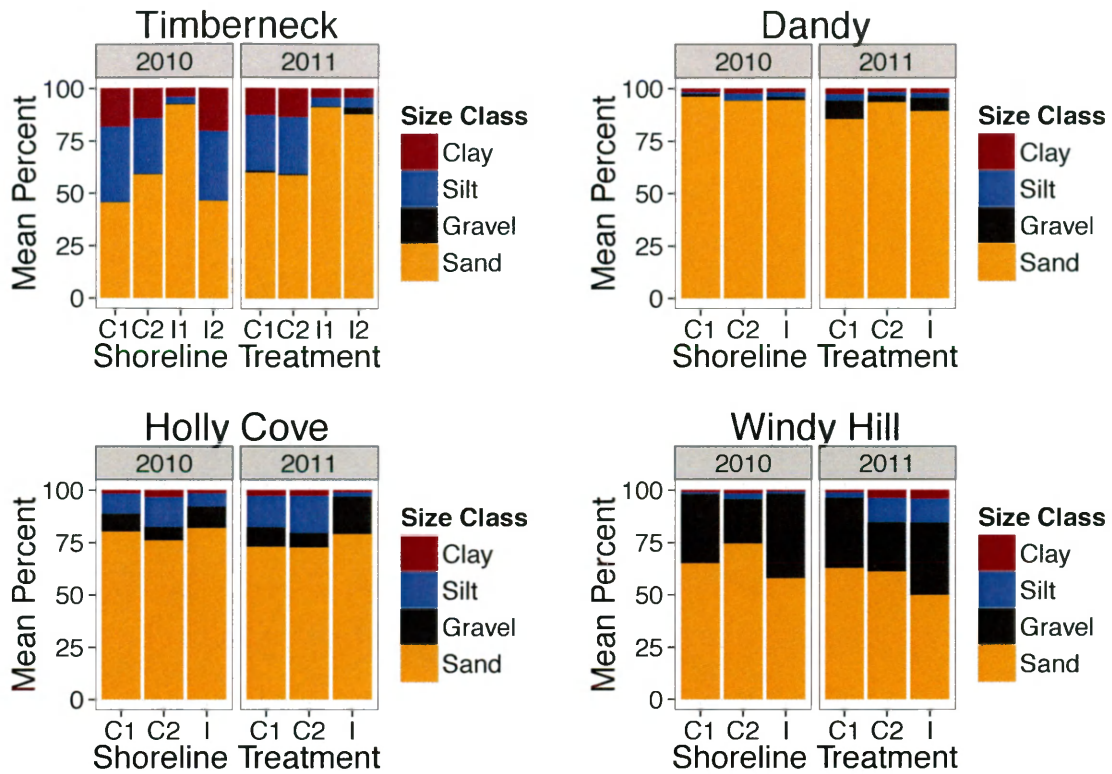 Timberneck
2010 2011
Mean Percent
100
75
50
25
0
C1 C2 I1 I2 C1 C2 I1 I2
Shoreline Treatment
Size Class
Clay
Silt
Gravel
Sand
Dandy
2010 2011
Mean Percent
100
75
50
25
0
C1 C2 I C1 C2 I
Shoreline Treatment
Size Class
Clay
Silt
Gravel
Sand
Holly Cove
2010 2011
Mean Percent
100
75
50
25
0
C1 C2 I C1 C2 I
Shoreline Treatment
Size Class
Clay
Silt
Gravel
Sand
Windy Hill
2010 2011
Mean Percent
100
75
50
25
0
C1 C2 I C1 C2 I
Shoreline Treatment
Size Class
Clay
Silt
Gravel
Sand